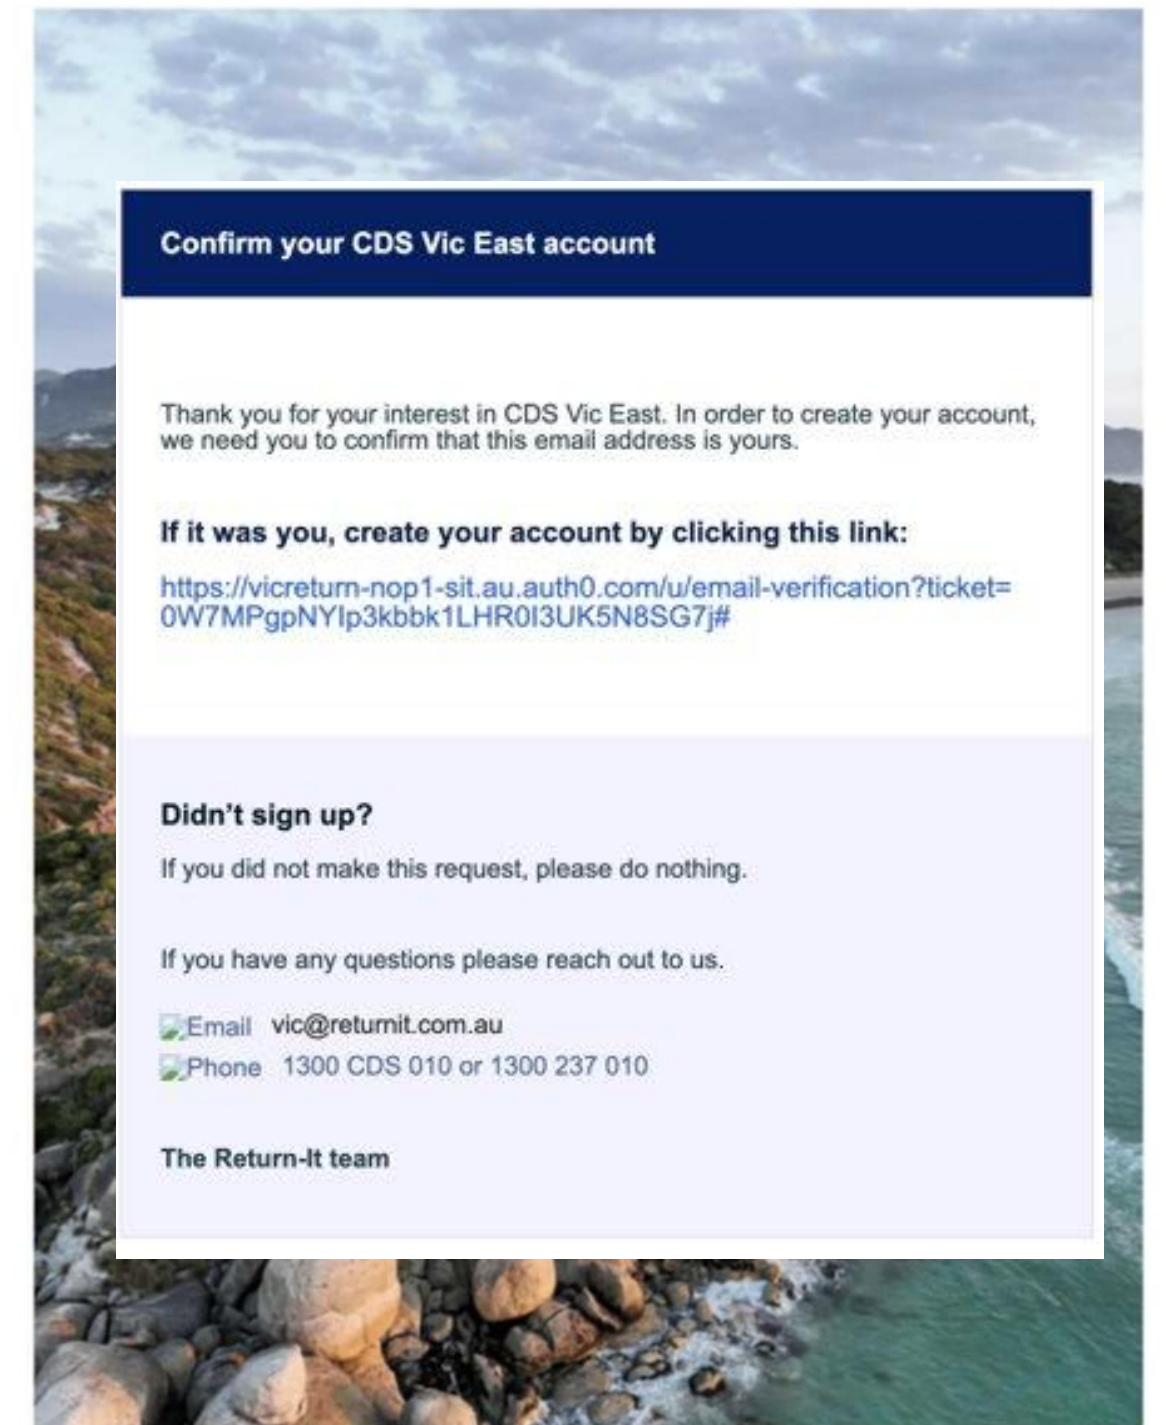 Confirm your CDS Vic East account
Thank you for your interest in CDS Vic East. In order to create your account,
we need you to confirm that this email address is yours.
If it was you, create your account by clicking this link:
https://vicreturn-nop1-sit.au.auth0.com/u/email-verification?ticket=
0W7MPgpNYIp3kbbk1LHR0I3UK5N8SG7j#
Didn’t sign up?
If you did not make this request, please do nothing.
If you have any questions please reach out to us.
Email vic@returnit.com.au
Phone 1300 CDS 010 or 1300 237 010
The Return-It team